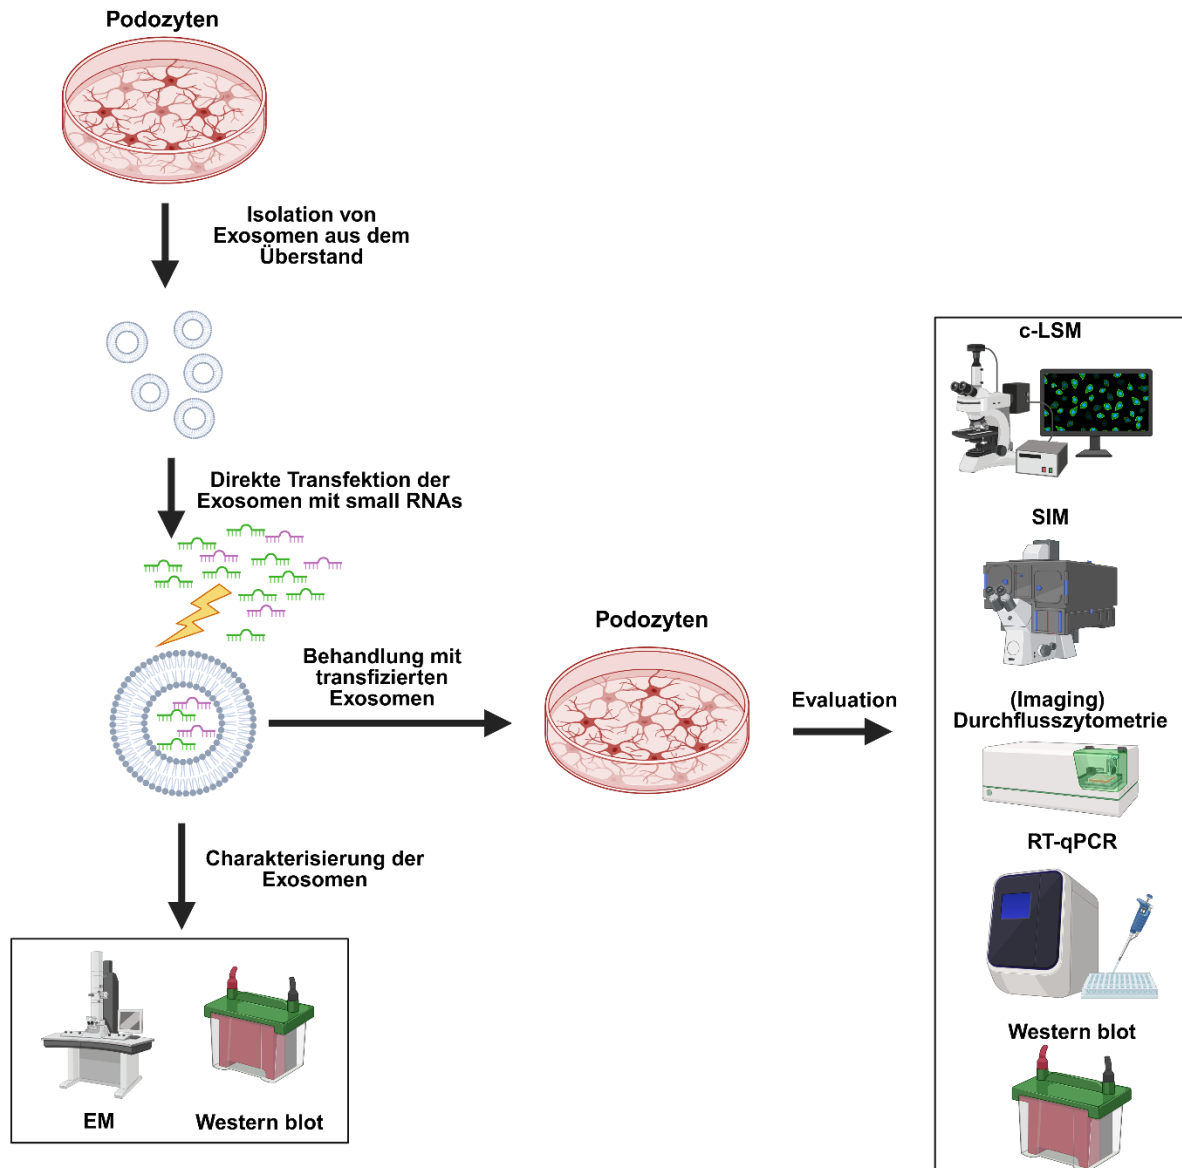 Podozyten
Isolation von
Exosomen aus dem
Überstand
Direkte Transfektion der
Exosomen mit small RNAs
Behandlung mit
transfizierten
Exosomen
Podozyten
Evaluation
Charakterisierung der
Exosomen
EM
Western blot
c-LSM
SIM
(Imaging)
Durchflusszytometrie
RT-qPCR
Western blot